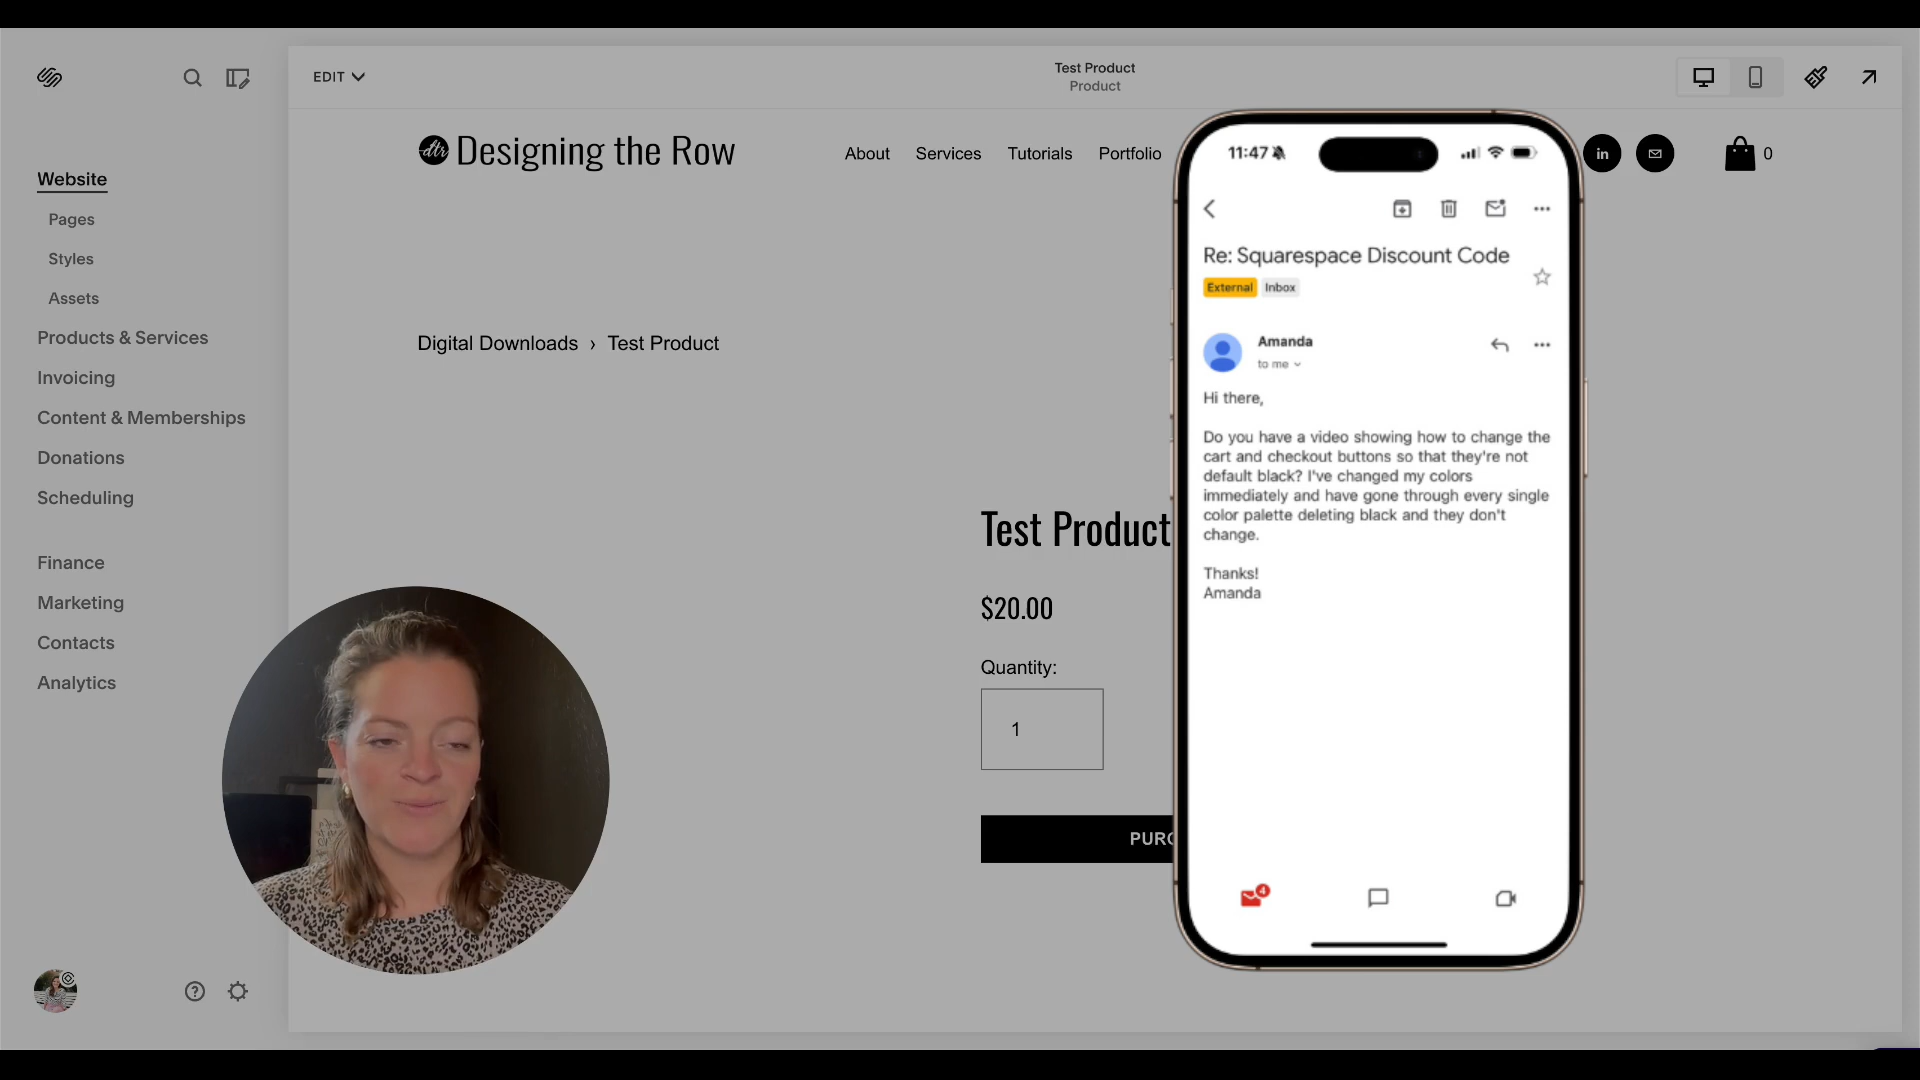 EDIT
Test Product
Product
dtr Designing the Row
About
Services
Tutorials
Portfolio
in
0
Website
Pages
Styles
Assets
Products & Services
Invoicing
Content & Memberships
Donations
Scheduling
Finance
Marketing
Contacts
Analytics
Digital Downloads › Test Product
Test Product
$20.00
Quantity:
1
11:47
Re: Squarespace Discount Code
External
Inbox
Amanda
to me
Hi there,
Do you have a video showing how to change the
cart and checkout buttons so that they're not
default black? I've changed my colors
immediately and have gone through every single
color palette deleting black and they don't
change.
Thanks!
Amanda
4